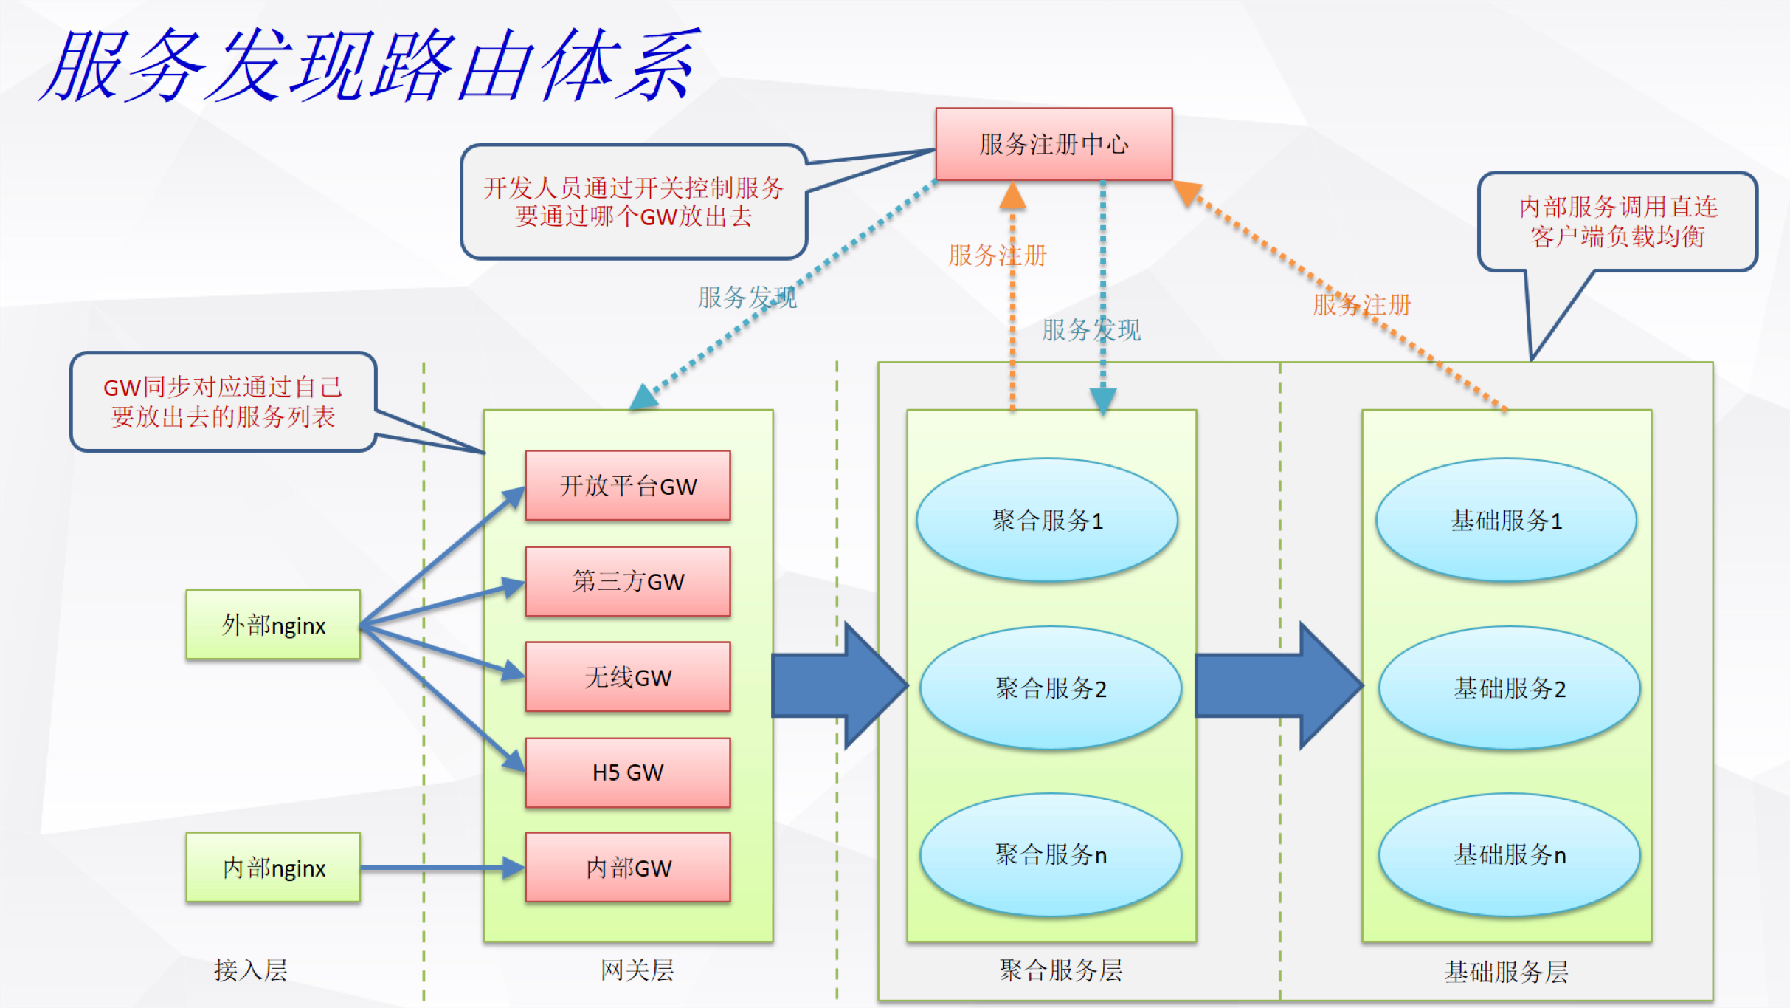 服务发现路由体系
服务注册中心
开发人员通过开关控制服务
要通过哪个GW放出去
内部服务调用直连
客户端负载均衡
服务注册
服务发现
服务发现
服务注册
GW同步对应通过自己
要放出去的服务列表
开放平台GW
第三方GW
无线GW
H5 GW
内部GW
外部nginx
内部nginx
聚合服务1
聚合服务2
聚合服务n
基础服务1
基础服务2
基础服务n
接入层
网关层
聚合服务层
基础服务层